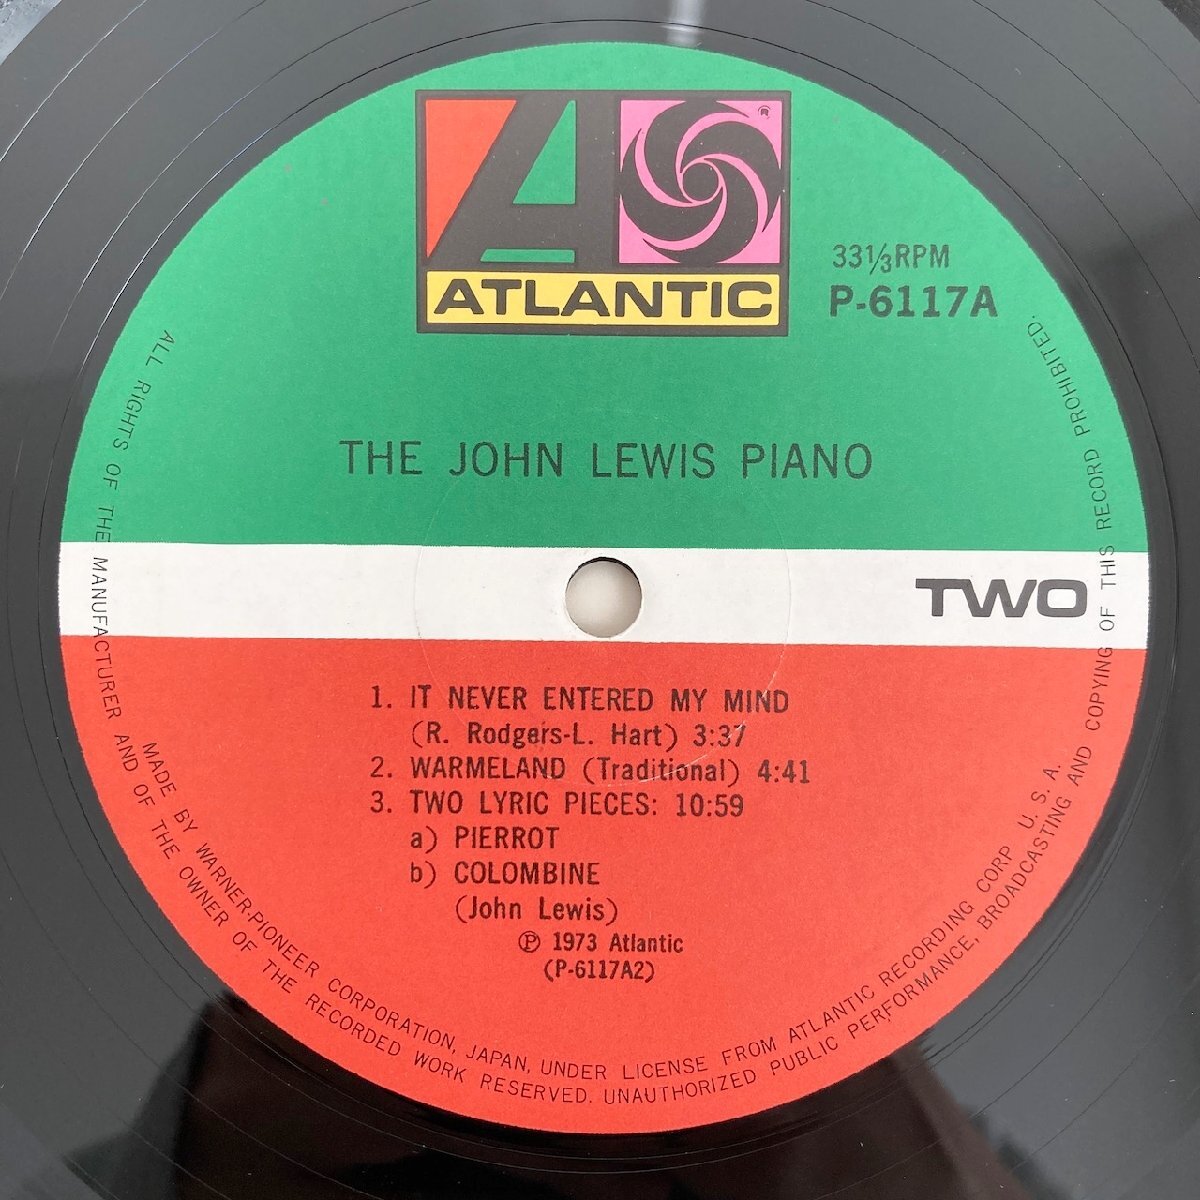 ATLANTIC
®
33⅓RPM
P-6117A
THE JOHN LEWIS PIANO
TWO
1. IT NEVER ENTERED MY MIND
(R. Rodgers-L. Hart) 3:37
2. WARMELAND (Traditional) 4:41
3. TWO LYRIC PIECES: 10:59
a) PIERROT
b) COLOMBINE
(John Lewis)
℗ 1973 Atlantic
(P-6117A2)
MADE BY WARNER-PIONEER CORPORATION, JAPAN, UNDER LICENSE FROM ATLANTIC RECORDING CORP U. S. A.
ALL RIGHTS OF THE MANUFACTURER AND OF THE OWNER OF THE RECORDED WORK RESERVED. UNAUTHORIZED PUBLIC PERFORMANCE, BROADCASTING AND COPYING OF THIS RECORD PROHIBITED.